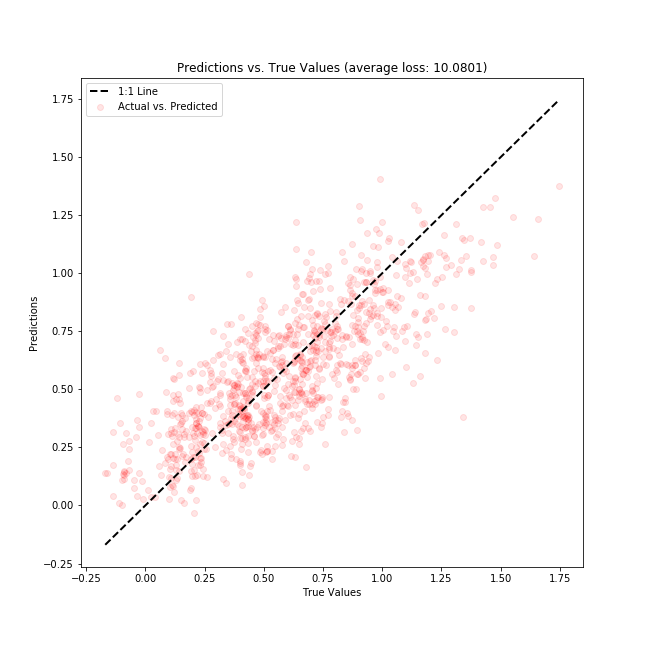 Predictions vs. True Values (average loss: 10.0801)
1:1 Line
Actual vs. Predicted
1.75
1.50
1.25
1.00
0.75
0.50
0.25
0.00
−0.25
Predictions
−0.25 0.00 0.25 0.50 0.75 1.00 1.25 1.50 1.75
True Values